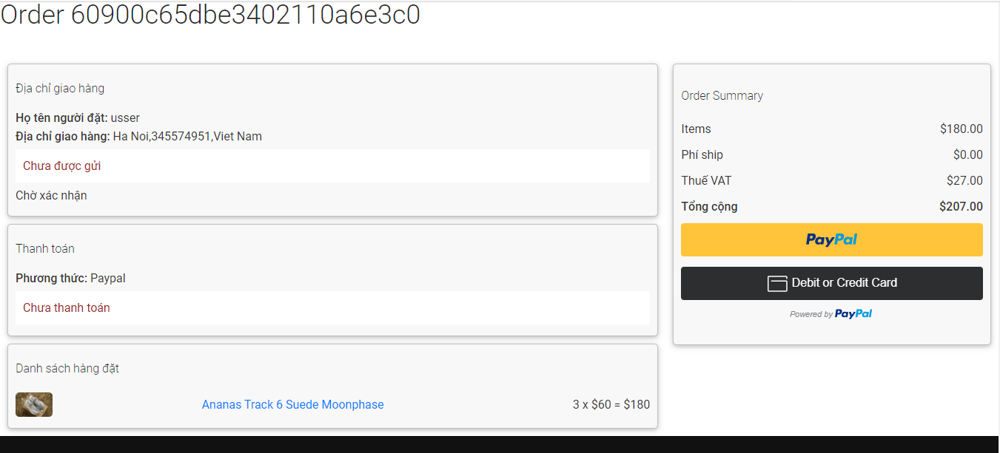 Order 60900c65dbe3402110a6e3c0
Địa chỉ giao hàng
Họ tên người đặt: usser
Địa chỉ giao hàng: Ha Noi,345574951,Viet Nam
Chưa được gửi
Chờ xác nhận
Thanh toán
Phương thức: Paypal
Chưa thanh toán
Danh sách hàng đặt
Ananas Track 6 Suede Moonphase 3 x $60 = $180
Order Summary
Items $180.00
Phí ship $0.00
Thuế VAT $27.00
Tổng cộng $207.00
PayPal
Debit or Credit Card
Powered by PayPal